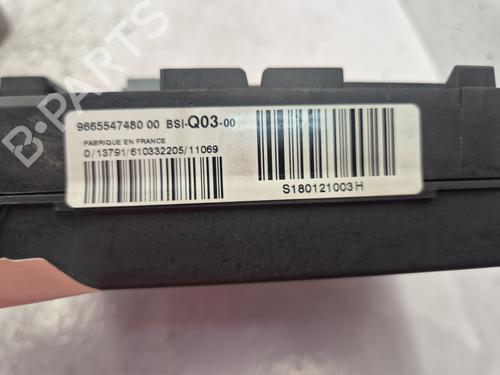 9665547480 00 BSI-Q03-00
FABRIQUE EN FRANCE
0/13791/610332205/11069
S180121003H
B-PARTS